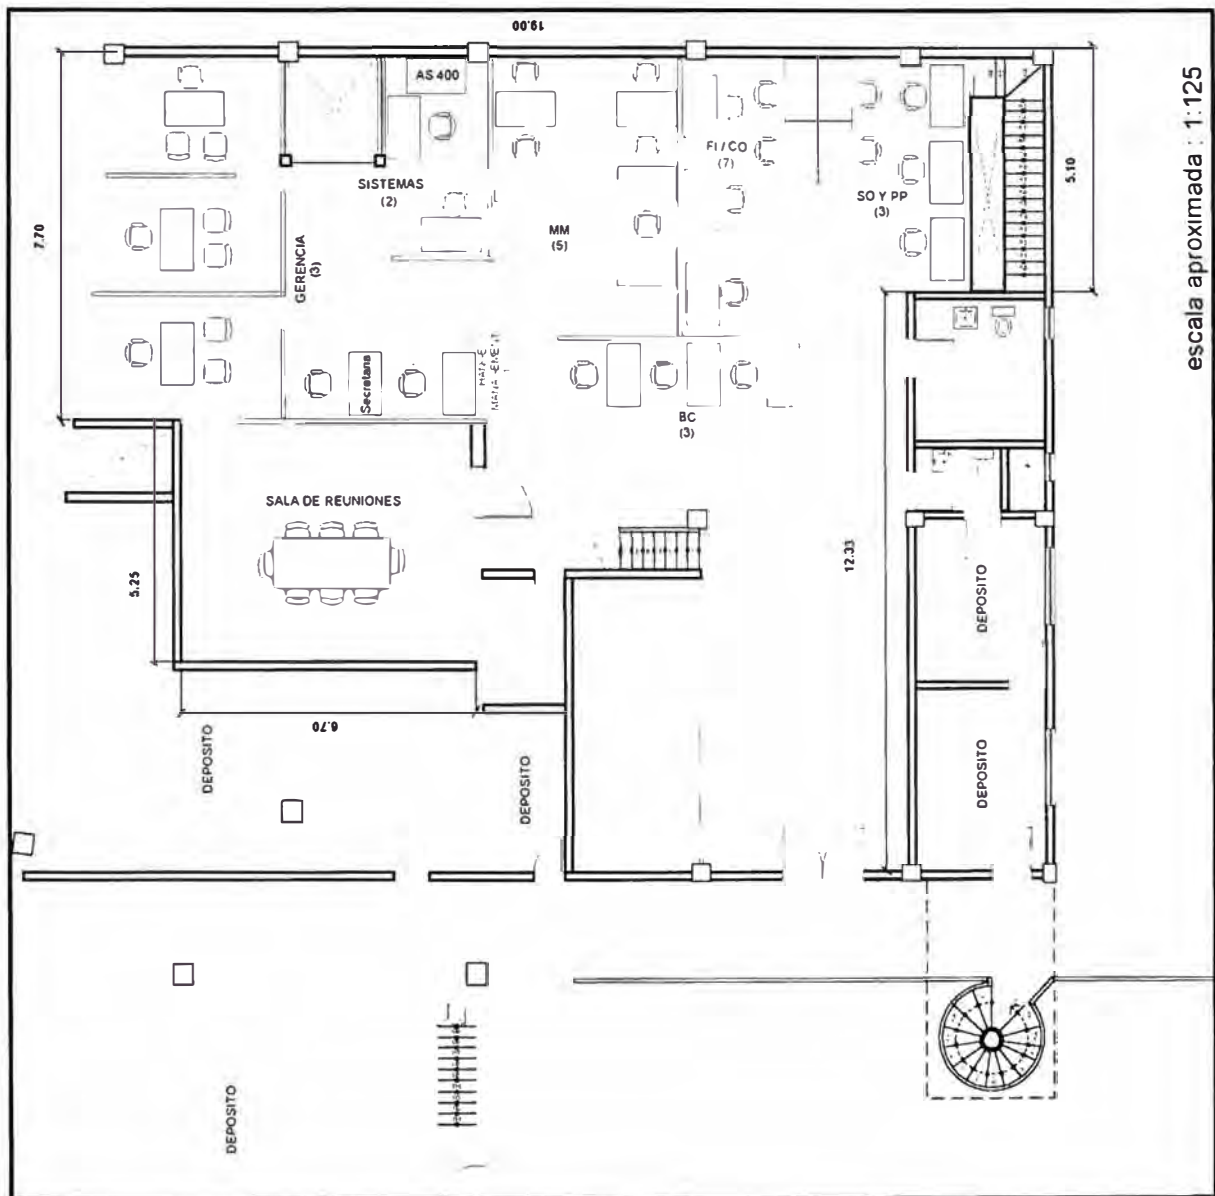 19.00
AS 400
7.70
SISTEMAS
(2)
FI / CO
(7)
SO Y PP
(3)
5.10
MM
(5)
GERENCIA
(3)
Secretaria
BC
(3)
SALA DE REUNIONES
5.25
12.33
DEPOSITO
6.70
DEPOSITO
DEPOSITO
DEPOSITO
DEPOSITO
escala aproximada : 1:125